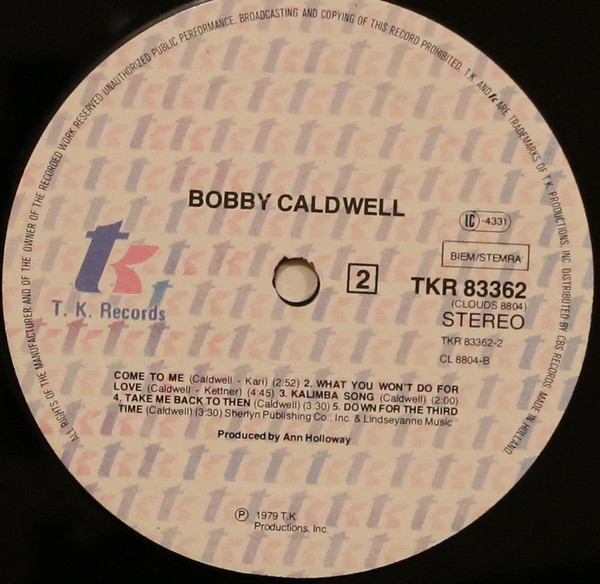 ALL RIGHTS OF THE MANUFACTURER AND OF THE OWNER OF THE RECORDED WORK RESERVED. UNAUTHORIZED PUBLIC PERFORMANCE, BROADCASTING AND COPYING OF THIS RECORD PROHIBITED. T.K. AND tk ARE TRADEMARKS OF T.K. PRODUCTIONS, INC. DISTRIBUTED BY CBS RECORDS. MADE IN HOLLAND.
BOBBY CALDWELL
IC -4331
BIEM/STEMRA
tk
T. K. Records
2
TKR 83362
(CLOUDS 8804)
STEREO
TKR 83362-2
CL 8804-B
COME TO ME (Caldwell - Kari) (2:52) 2. WHAT YOU WON'T DO FOR
LOVE (Caldwell - Kettner) (4:45) 3. KALIMBA SONG (Caldwell) (2:00)
4. TAKE ME BACK TO THEN (Caldwell) (3:30) 5. DOWN FOR THE THIRD
TIME (Caldwell) (3:30) Sherlyn Publishing Co., Inc. & Lindseyanne Music
Produced by Ann Holloway
Ⓟ 1979 T.K.
Productions, Inc.